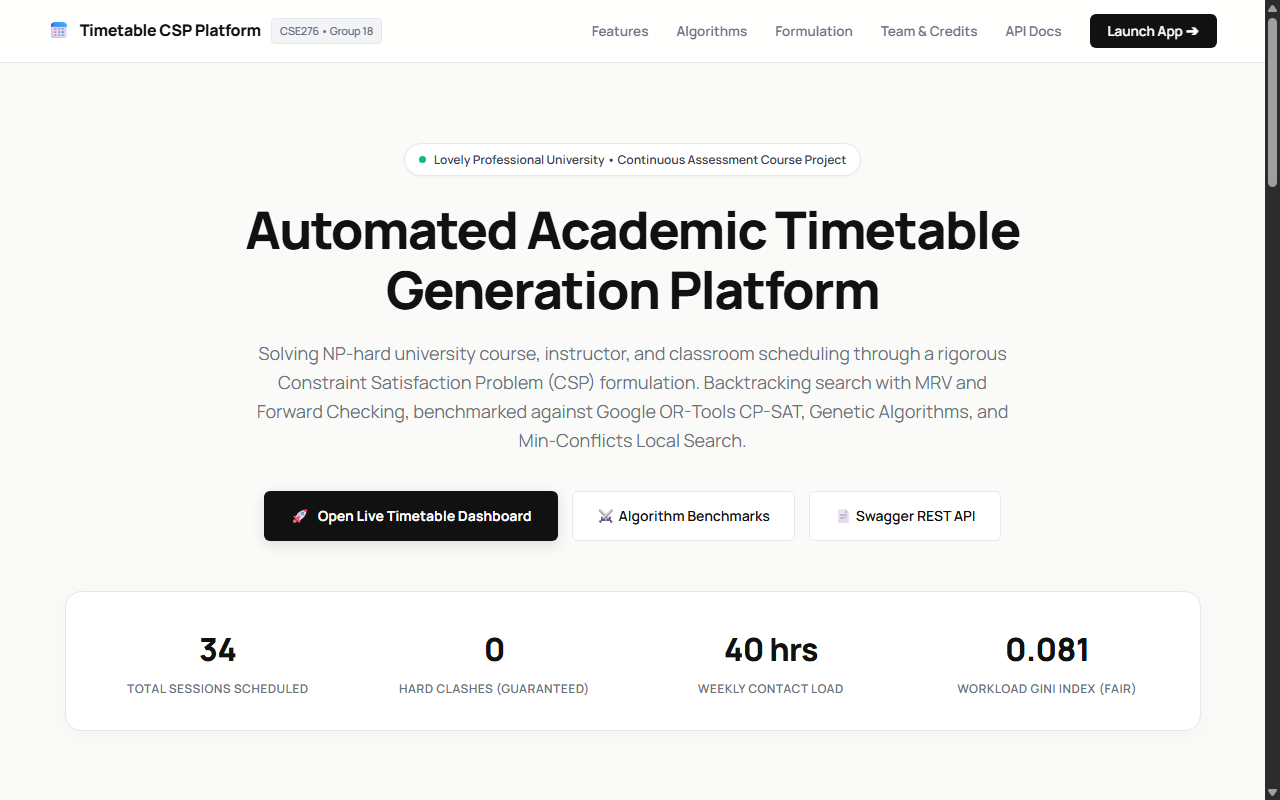 Timetable CSP Platform
CSE276 • Group 18
Features
Algorithms
Formulation
Team & Credits
API Docs
Launch App ➔
Lovely Professional University • Continuous Assessment Course Project
Automated Academic Timetable
Generation Platform
Solving NP-hard university course, instructor, and classroom scheduling through a rigorous
Constraint Satisfaction Problem (CSP) formulation. Backtracking search with MRV and
Forward Checking, benchmarked against Google OR-Tools CP-SAT, Genetic Algorithms, and
Min-Conflicts Local Search.
🚀 Open Live Timetable Dashboard
⚔️ Algorithm Benchmarks
📄 Swagger REST API
34
TOTAL SESSIONS SCHEDULED
0
HARD CLASHES (GUARANTEED)
40 hrs
WEEKLY CONTACT LOAD
0.081
WORKLOAD GINI INDEX (FAIR)